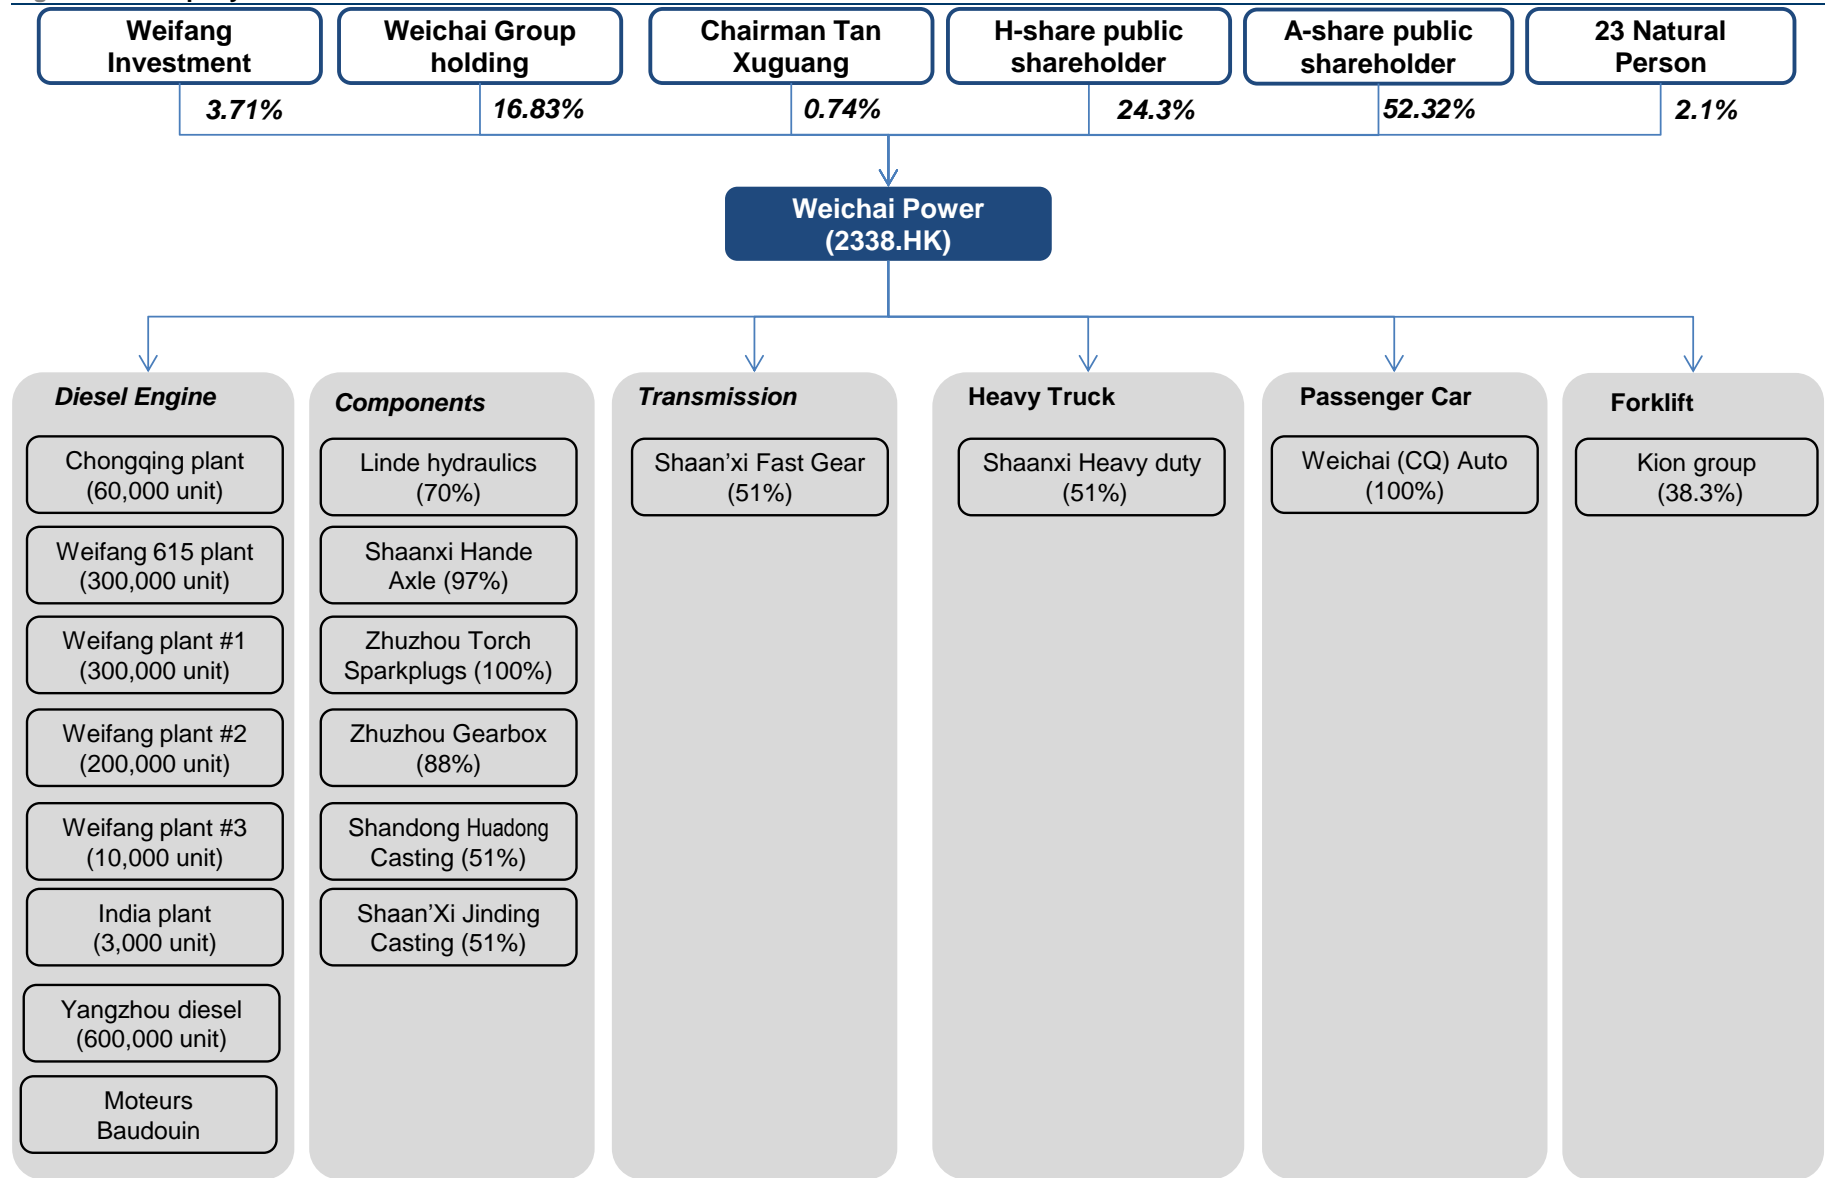 Weifang
Investment
Weichai Group
holding
Chairman Tan
Xuguang
H-share public
shareholder
A-share public
shareholder
23 Natural
Person
3.71%
16.83%
0.74%
24.3%
52.32%
2.1%
Weichai Power
(2338.HK)
Diesel Engine
Chongqing plant
(60,000 unit)
Weifang 615 plant
(300,000 unit)
Weifang plant #1
(300,000 unit)
Weifang plant #2
(200,000 unit)
Weifang plant #3
(10,000 unit)
India plant
(3,000 unit)
Yangzhou diesel
(600,000 unit)
Moteurs
Baudouin
Components
Linde hydraulics
(70%)
Shaanxi Hande
Axle (97%)
Zhuzhou Torch
Sparkplugs (100%)
Zhuzhou Gearbox
(88%)
Shandong Huadong
Casting (51%)
Shaan’Xi Jinding
Casting (51%)
Transmission
Shaan’xi Fast Gear
(51%)
Heavy Truck
Shaanxi Heavy duty
(51%)
Passenger Car
Weichai (CQ) Auto
(100%)
Forklift
Kion group
(38.3%)